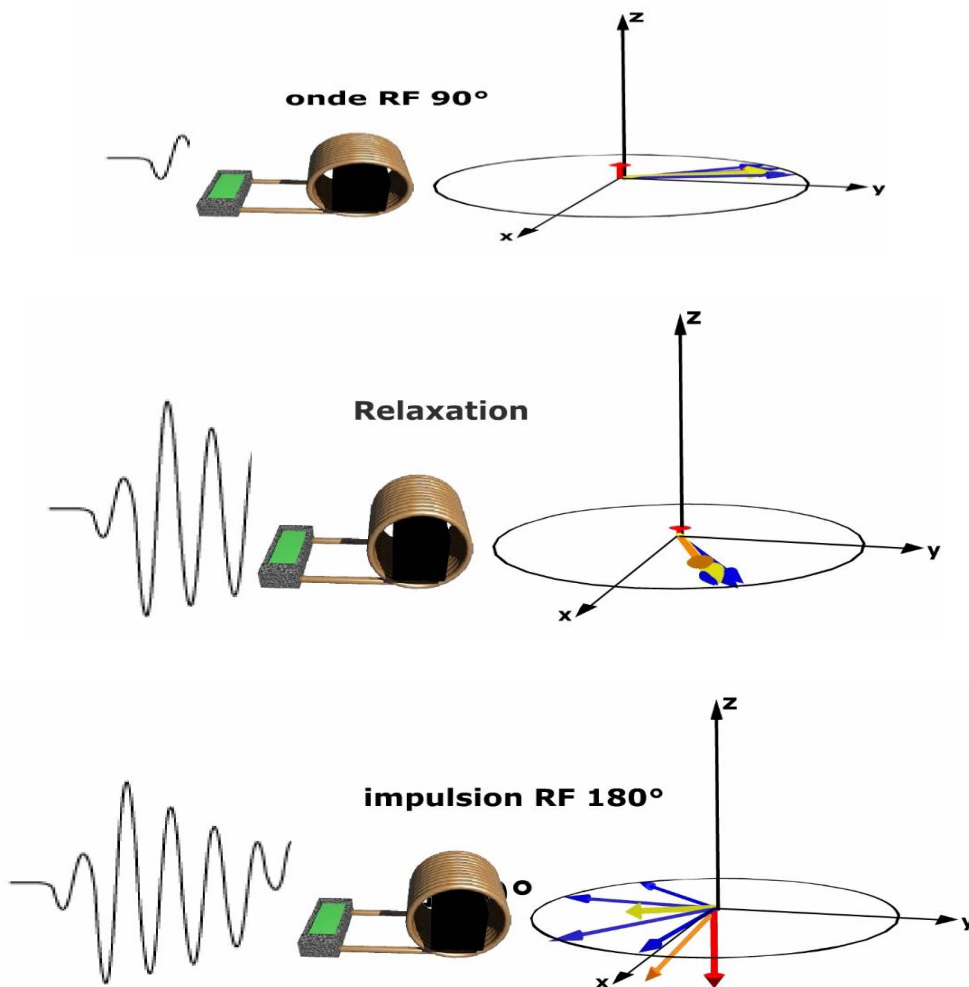 z
onde RF 90°
y
x
z
Relaxation
y
x
z
impulsion RF 180°
o
y
x